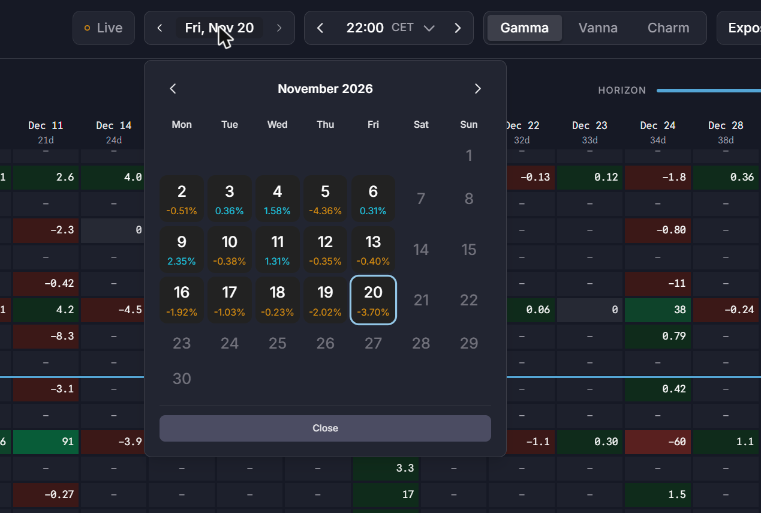 Live
Fri, Nov 20
22:00 CET
Gamma Vanna Charm
Expo
HORIZON
November 2026
Mon Tue Wed Thu Fri Sat Sun
1
2 3 4 5 6 7 8
-0.51% 0.36% 1.58% -4.36% 0.31%
9 10 11 12 13 14 15
2.35% -0.38% 1.31% -0.35% -0.40%
16 17 18 19 20 21 22
-1.92% -1.03% -0.23% -2.02% -3.70%
23 24 25 26 27 28 29
30
Close
Dec 11 Dec 14 Dec 22 Dec 23 Dec 24 Dec 28
21d 24d 32d 33d 34d 38d
– – – – – –
1 2.6 4.0 -0.13 0.12 -1.8 0.36
– – – – – –
-2.3 0 – – -0.80 –
– – – – – –
-0.42 – – – -11 –
1 4.2 -4.5 0.06 0 38 -0.24
-8.3 – – – 0.79 –
– – – – – –
-3.1 – – – 0.42 –
– – – – – –
6 91 -3.9 -1.1 0.30 -60 1.1
– – – – 3.3 – – – – –
-0.27 – – – 17 – – – 1.5 –